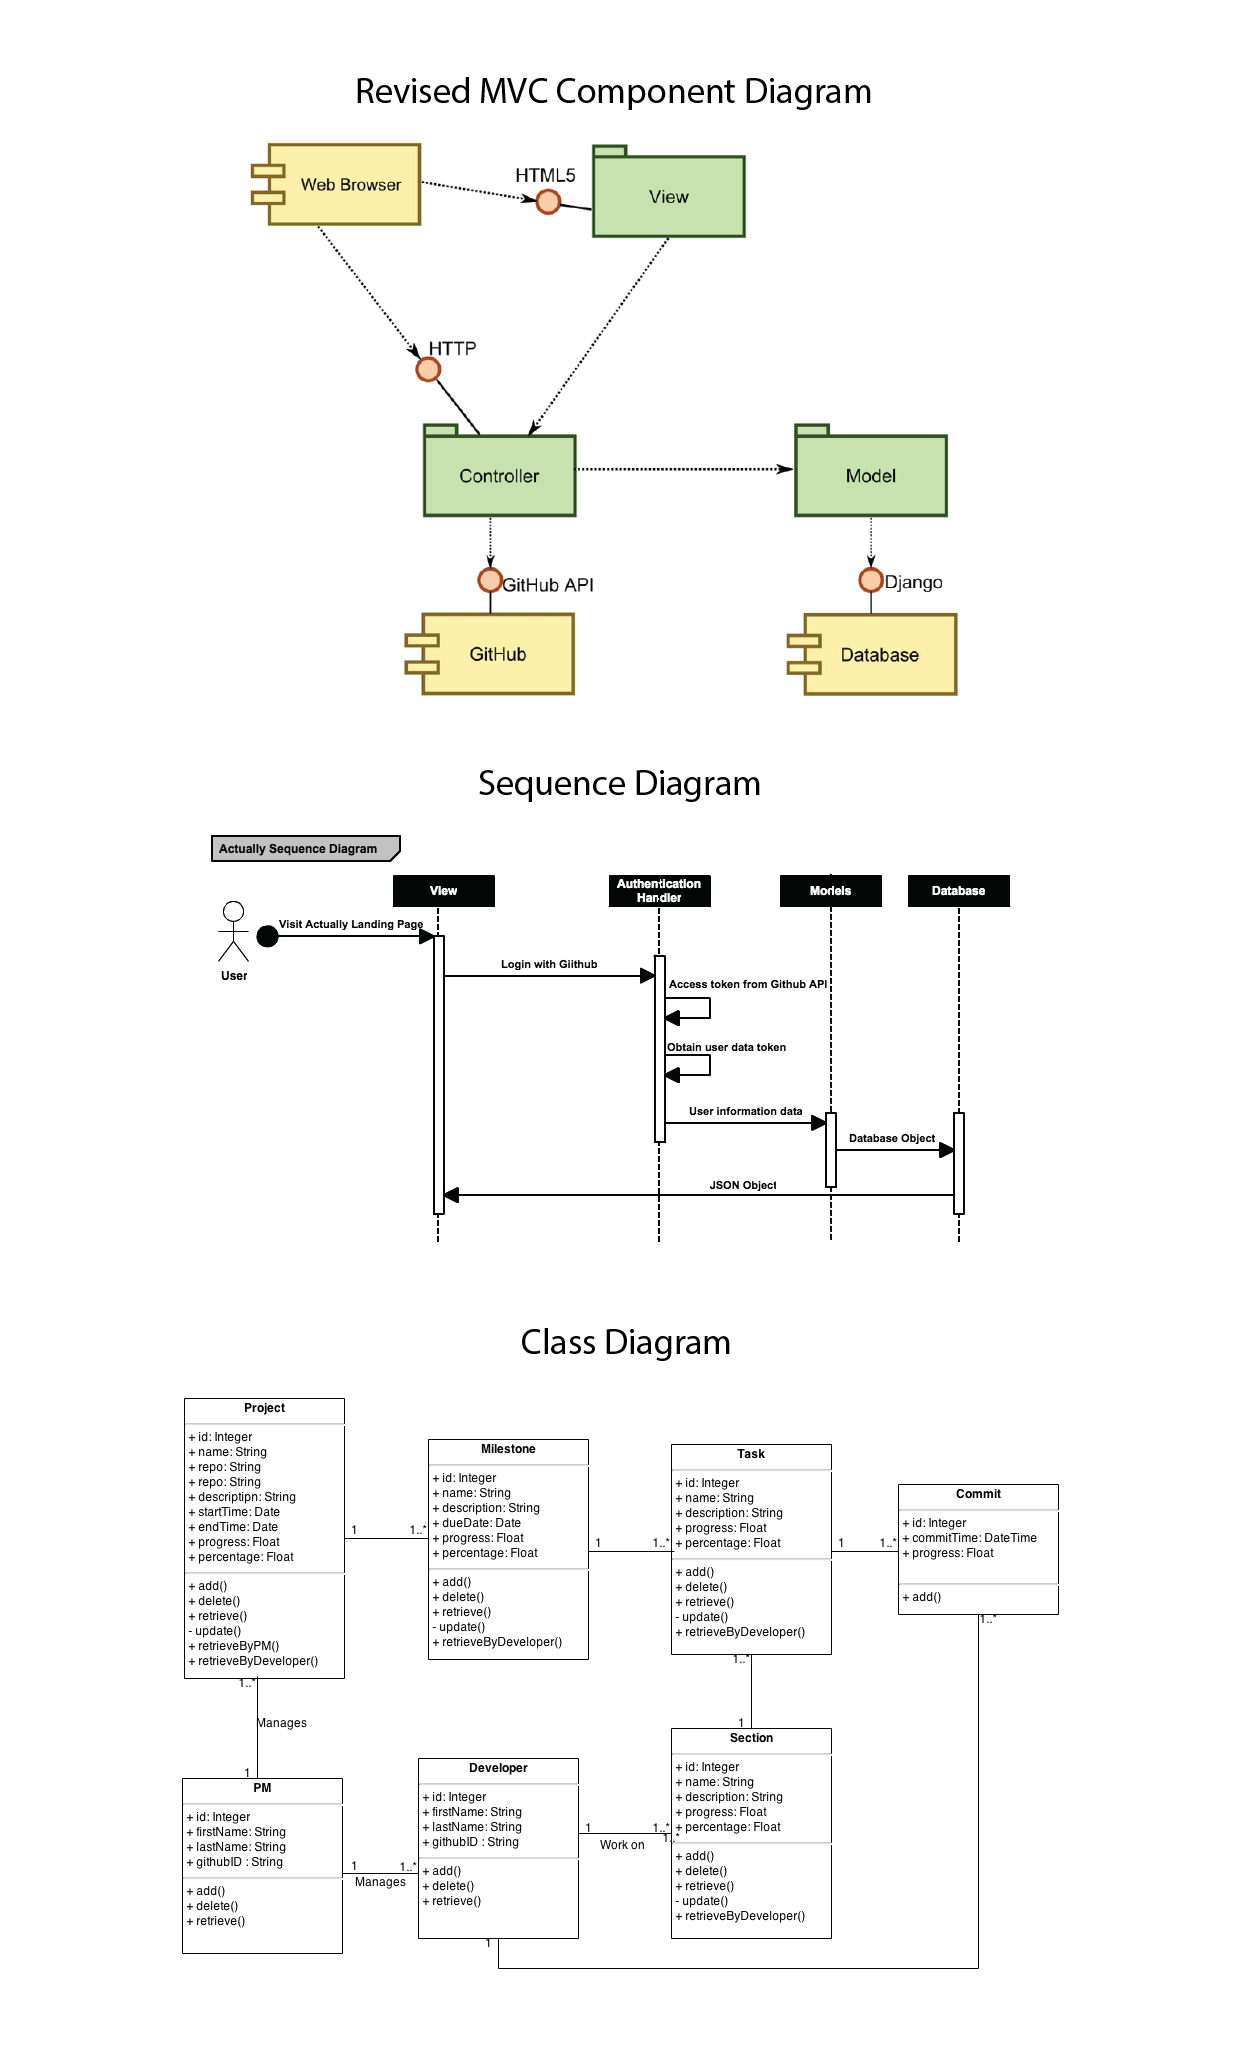 Revised MVC Component Diagram
Web Browser
HTML5
View
HTTP
Controller
Model
GitHub API
Django
GitHub
Database
Sequence Diagram
Actually Sequence Diagram
View
Authentication
Handler
Models
Database
Visit Actually Landing Page
User
Login with Giithub
Access token from Github API
Obtain user data token
User information data
Database Object
JSON Object
Class Diagram
Project
+ id: Integer
+ name: String
+ repo: String
+ repo: String
+ descriptipn: String
+ startTime: Date
+ endTime: Date
+ progress: Float
+ percentage: Float
+ add()
+ delete()
+ retrieve()
- update()
+ retrieveByPM()
+ retrieveByDeveloper()
1
1..*
Milestone
+ id: Integer
+ name: String
+ description: String
+ dueDate: Date
+ progress: Float
+ percentage: Float
+ add()
+ delete()
+ retrieve()
- update()
+ retrieveByDeveloper()
1
1..*
Task
+ id: Integer
+ name: String
+ description: String
+ progress: Float
+ percentage: Float
+ add()
+ delete()
+ retrieve()
- update()
+ retrieveByDeveloper()
1
1..*
Commit
+ id: Integer
+ commitTime: DateTime
+ progress: Float
+ add()
1..*
1..*
Manages
1
1..*
1
PM
+ id: Integer
+ firstName: String
+ lastName: String
+ githubID : String
+ add()
+ delete()
+ retrieve()
1
1..*
Manages
Developer
+ id: Integer
+ firstName: String
+ lastName: String
+ githubID : String
+ add()
+ delete()
+ retrieve()
1
1
1..*
1..*
Work on
Section
+ id: Integer
+ name: String
+ description: String
+ progress: Float
+ percentage: Float
+ add()
+ delete()
+ retrieve()
- update()
+ retrieveByDeveloper()